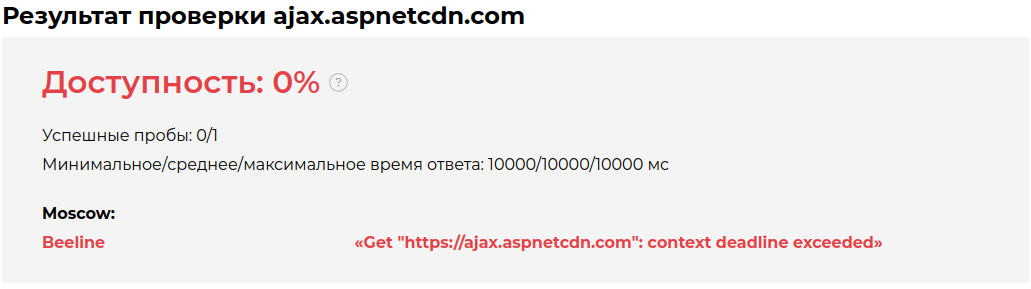 Результат проверки ajax.aspnetcdn.com
Доступность: 0% ?
Успешные пробы: 0/1
Минимальное/среднее/максимальное время ответа: 10000/10000/10000 мс
Moscow:
Beeline «Get "https://ajax.aspnetcdn.com": context deadline exceeded»